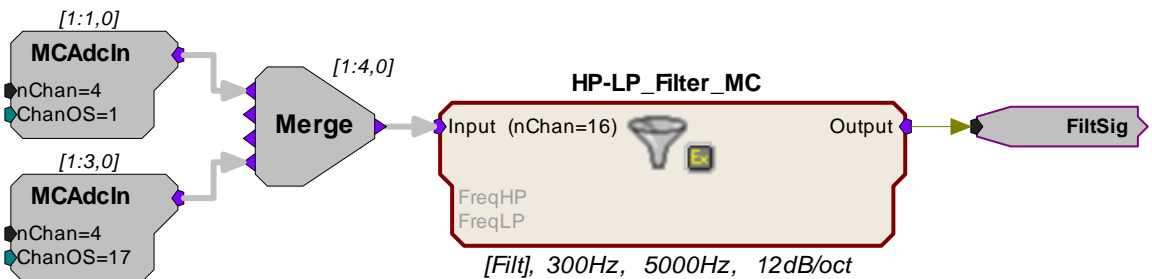 [1:1,0]
MCAdcIn
nChan=4
ChanOS=1
[1:3,0]
MCAdcIn
nChan=4
ChanOS=17
[1:4,0]
Merge
HP-LP_Filter_MC
Input (nChan=16)
Output
Ex
FreqHP
FreqLP
[Filt], 300Hz, 5000Hz, 12dB/oct
FiltSig